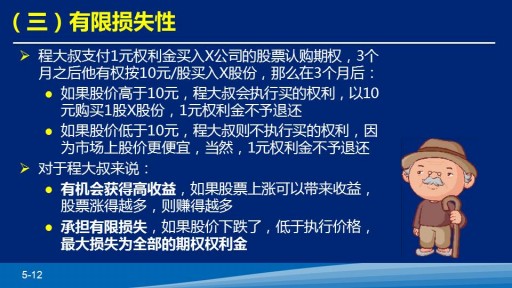 （三）有限损失性
程大叔支付1元权利金买入X公司的股票认购期权，3个
月之后他有权按10元/股买入X股份，那么在3个月后：
如果股价高于10元，程大叔会执行买的权利，以10
元购买1股X股份，1元权利金不予退还
如果股价低于10元，程大叔则不执行买的权利，因
为市场上股价更便宜，当然，1元权利金不予退还
对于程大叔来说：
有机会获得高收益，如果股票上涨可以带来收益，
股票涨得越多，则赚得越多
承担有限损失，如果股价下跌了，低于执行价格，
最大损失为全部的期权权利金
5-12